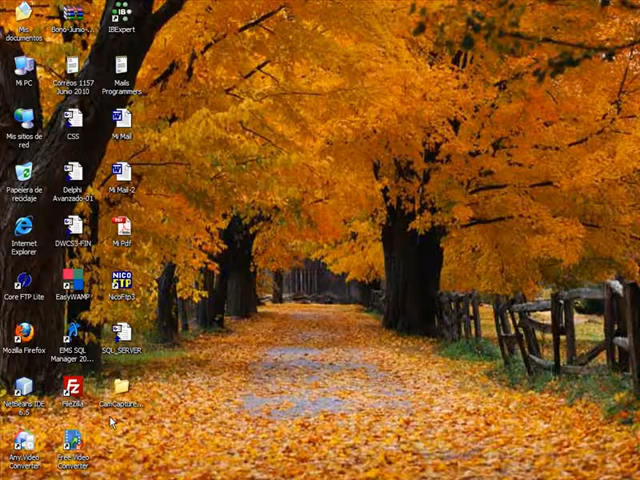 Mis
documentos
Bono-Junio-...
IBExpert
Mi PC
Correos 1157
Junio 2010
Mails
Programmers
Mis sitios de
red
CSS
Mi Mail
Papelera de
reciclaje
Delphi
Avanzado-01
Mi Mail-2
Internet
Explorer
DWCS3-FIN
Mi Pdf
Core FTP Lite
EasyWAMP
NicoFtp3
Mozilla Firefox
EMS SQL
Manager 20...
SQL_SERVER
NetBeans IDE
6.5
FileZilla
CamCapture...
Any Video
Converter
Free Video
Converter